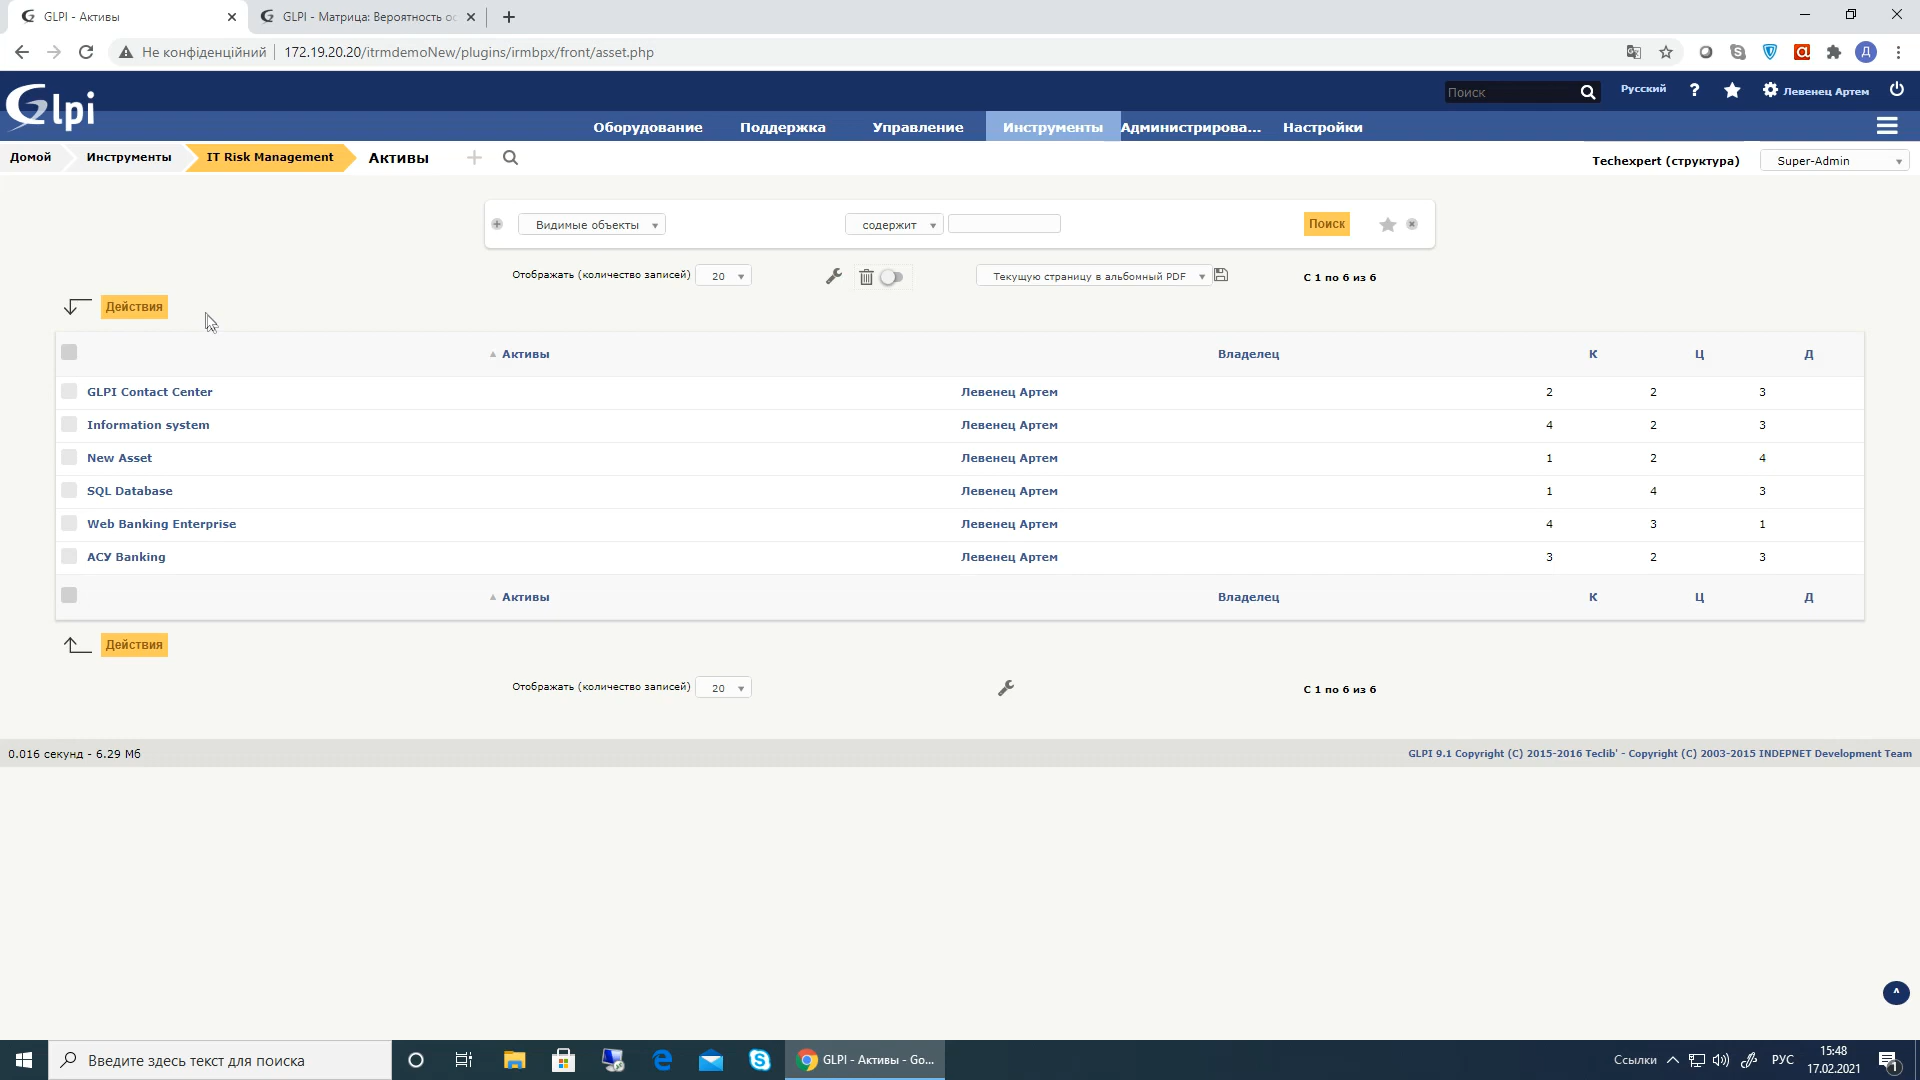 GLPI - Активы
GLPI - Матрица: Вероятность ос
Не конфіденційний 172.19.20.20/itrmdemoNew/plugins/irmbpx/front/asset.php
Д
Glpi
Поиск Русский ? Левенец Артем
Оборудование Поддержка Управление Инструменты Администрирова... Настройки
Домой Инструменты IT Risk Management Активы
Techexpert (структура) Super-Admin
Видимые объекты содержит Поиск
Отображать (количество записей) 20 Текущую страницу в альбомный PDF С 1 по 6 из 6
Действия
Активы Владелец К Ц Д
GLPI Contact Center Левенец Артем 2 2 3
Information system Левенец Артем 4 2 3
New Asset Левенец Артем 1 2 4
SQL Database Левенец Артем 1 4 3
Web Banking Enterprise Левенец Артем 4 3 1
АСУ Banking Левенец Артем 3 2 3
Активы Владелец К Ц Д
Действия
Отображать (количество записей) 20 С 1 по 6 из 6
0.016 секунд - 6.29 Мб
GLPI 9.1 Copyright (C) 2015-2016 Teclib' - Copyright (C) 2003-2015 INDEPNET Development Team
Введите здесь текст для поиска
GLPI - Активы - Go...
Ссылки РУС 15:48
17.02.2021
1